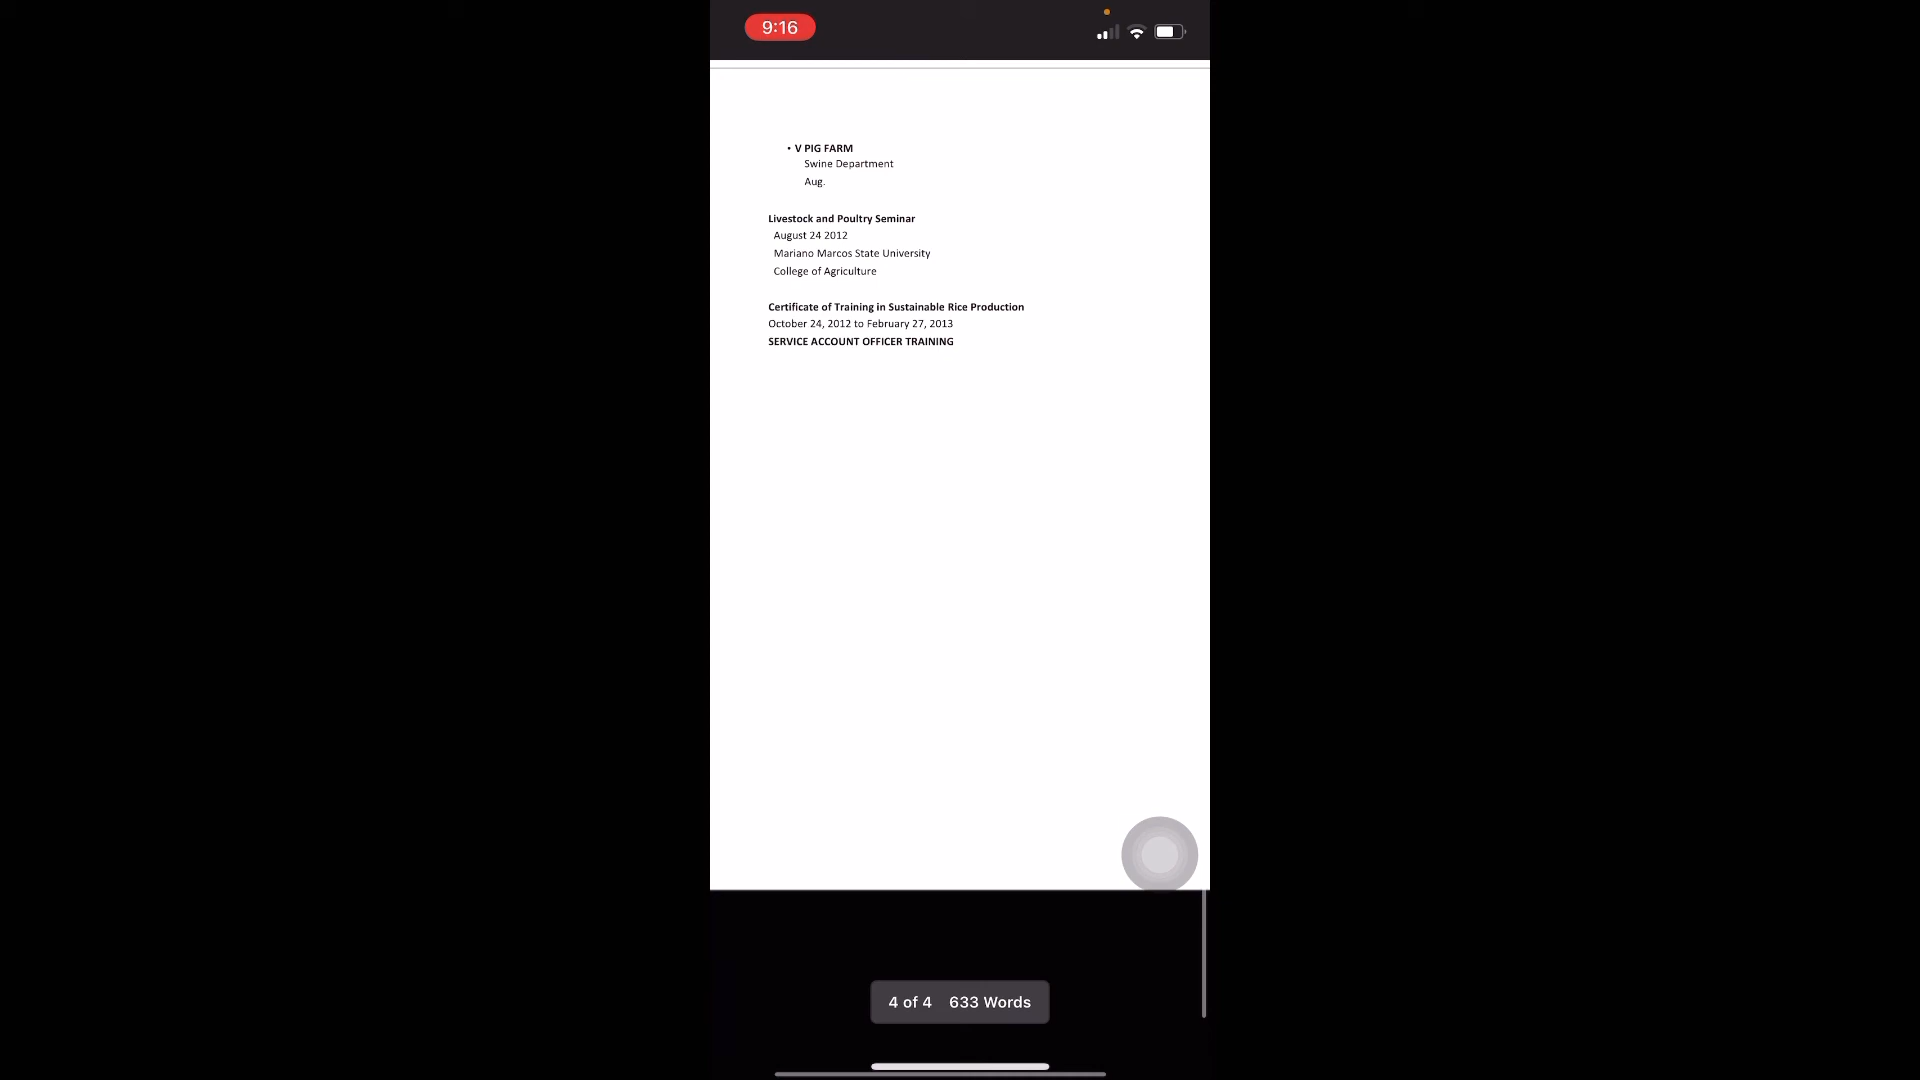 9:16
• V PIG FARM
Swine Department
Aug.
Livestock and Poultry Seminar
August 24 2012
Mariano Marcos State University
College of Agriculture
Certificate of Training in Sustainable Rice Production
October 24, 2012 to February 27, 2013
SERVICE ACCOUNT OFFICER TRAINING
4 of 4 633 Words